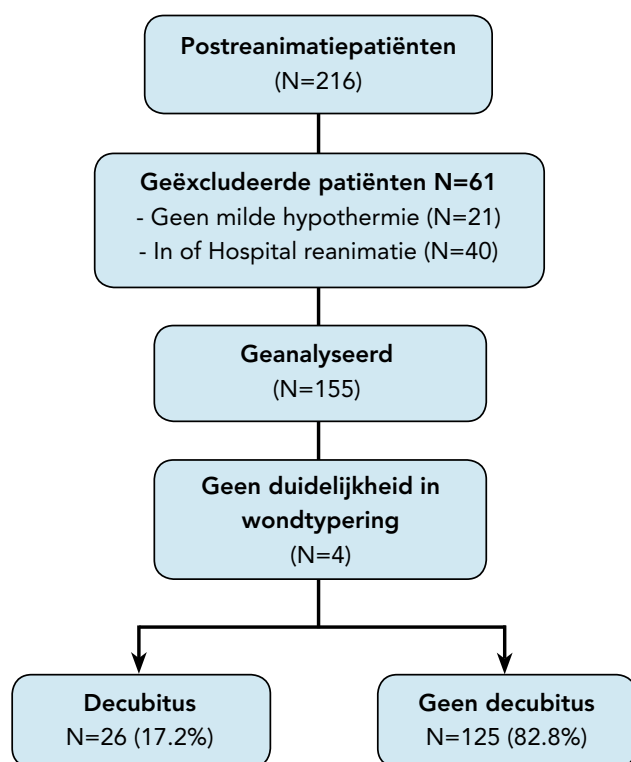 Postreanimatiepatiënten
(N=216)
Geëxcludeerde patiënten N=61
- Geen milde hypothermie (N=21)
- In of Hospital reanimatie (N=40)
Geanalyseerd
(N=155)
Geen duidelijkheid in
wondtypering
(N=4)
Decubitus
N=26 (17.2%)
Geen decubitus
N=125 (82.8%)